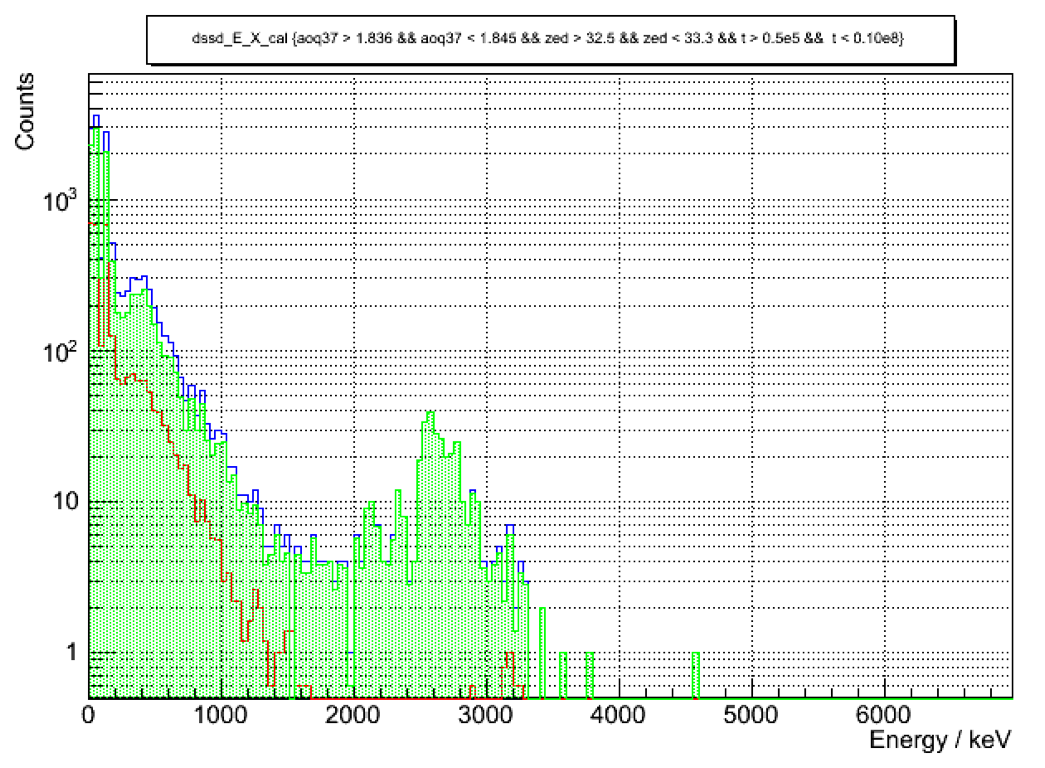 dssd_E_X_cal {aoq37 > 1.836 && aoq37 < 1.845 && zed > 32.5 && zed < 33.3 && t > 0.5e5 && t < 0.10e8}
Counts
10³
10²
10
1
0 1000 2000 3000 4000 5000 6000
Energy / keV